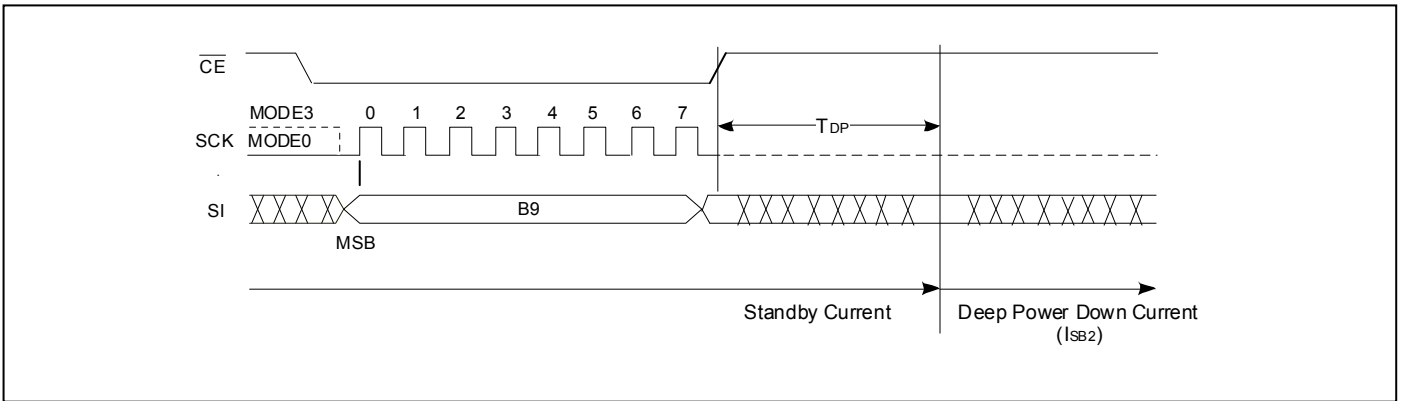 CE
MODE3 0 1 2 3 4 5 6 7
TDP
SCK MODE0
SI B9
MSB
Standby Current Deep Power Down Current
(ISB2)